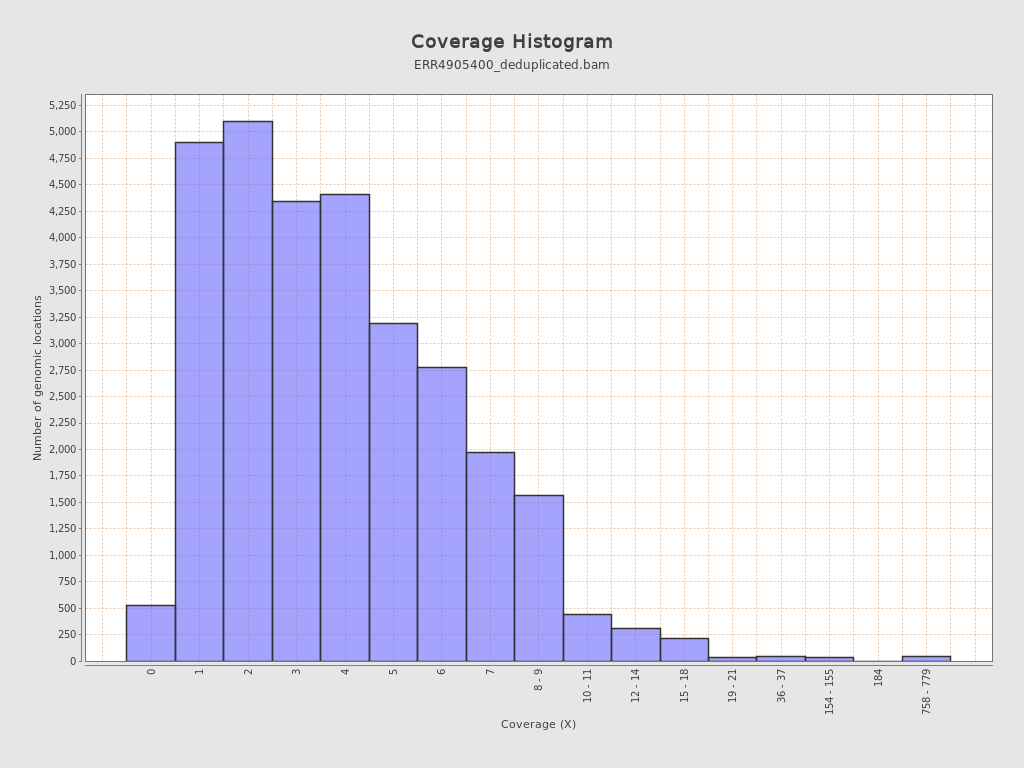 Coverage Histogram
ERR4905400_deduplicated.bam
5,250
5,000
4,750
4,500
4,250
4,000
3,750
3,500
3,250
3,000
2,750
2,500
2,250
2,000
1,750
1,500
1,250
1,000
750
500
250
0
Number of genomic locations
0
1
2
3
4
5
6
7
8 - 9
10 - 11
12 - 14
15 - 18
19 - 21
36 - 37
154 - 155
184
758 - 779
Coverage (X)